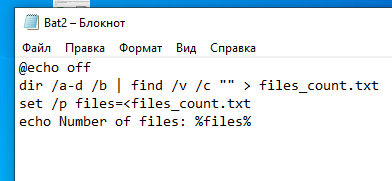 Bat2 – Блокнот
Файл Правка Формат Вид Справка
@echo off
dir /a-d /b | find /v /c "" > files_count.txt
set /p files=<files_count.txt
echo Number of files: %files%